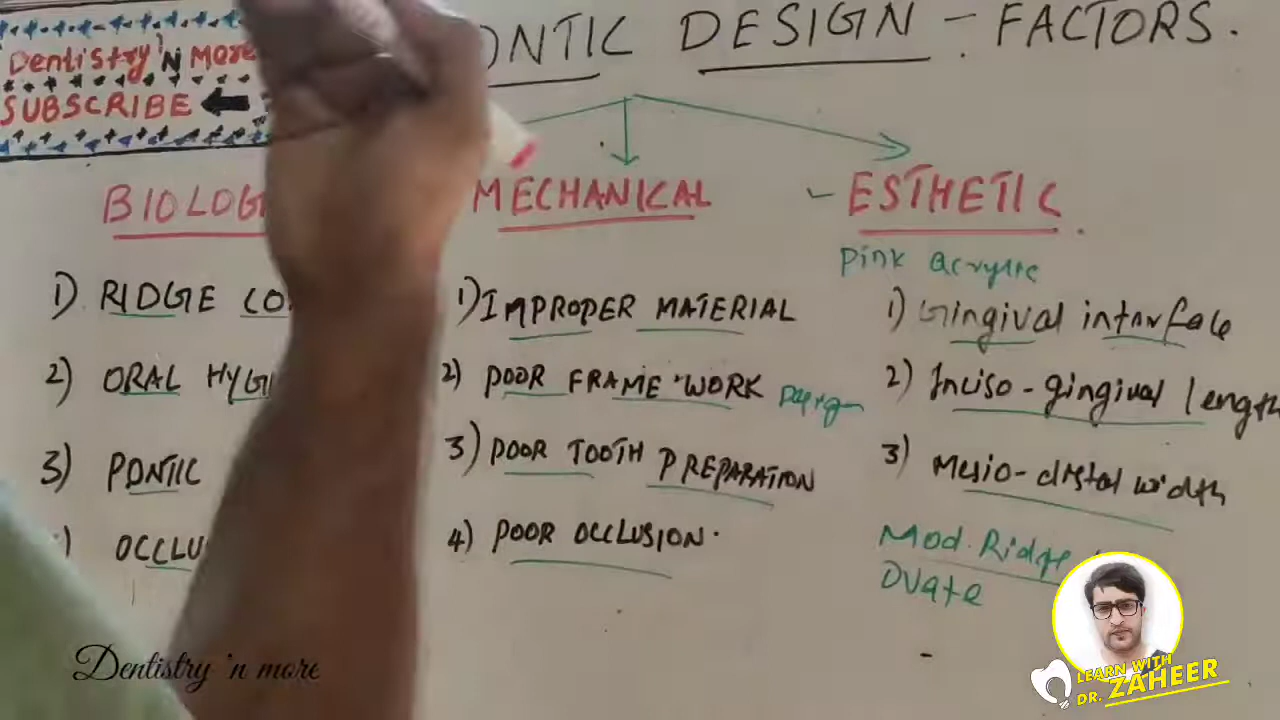 Dentistry 'N More
SUBSCRIBE
ONTIC DESIGN - FACTORS.
BIOLOG
1) RIDGE CO
2) ORAL HYGI
3) PONTIC
OCCLU
MECHANICAL
1) IMPROPER MATERIAL
2) POOR FRAME WORK
3) POOR TOOTH PREPARATION
4) POOR OCCLUSION.
- ESTHETIC
Pink acrylic
1) Gingival interface
2) Inciso-gingival length
3) Mesio-distal width
Mod. Ridge
Ovate
Dentistry 'n more
LEARN WITH
DR. ZAHEER